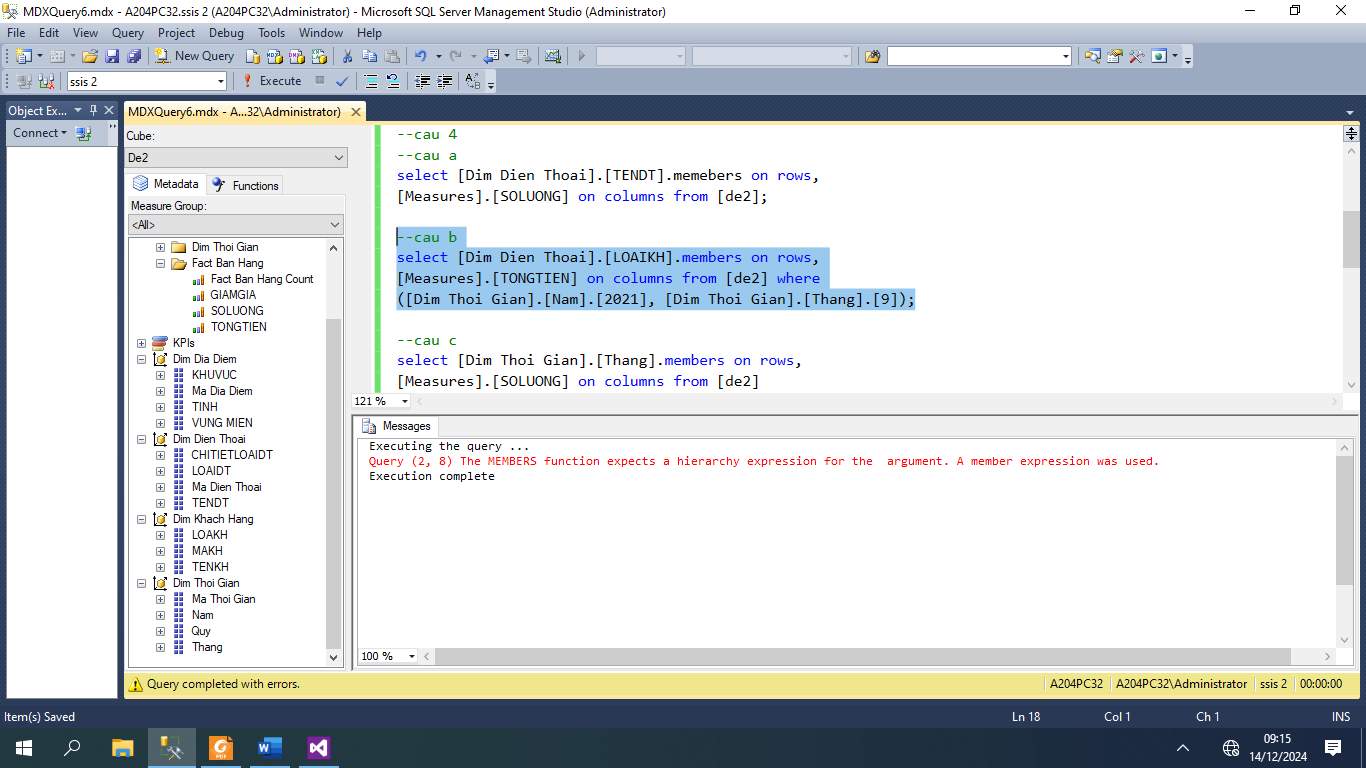 MDXQuery6.mdx - A204PC32.ssis 2 (A204PC32\Administrator) - Microsoft SQL Server Management Studio (Administrator)
File Edit View Query Project Debug Tools Window Help
New Query
ssis 2
Execute
Object Ex...
Connect
MDXQuery6.mdx - A...32\Administrator)
Cube:
De2
Metadata
Functions
Measure Group:
<All>
Dim Thoi Gian
Fact Ban Hang
Fact Ban Hang Count
GIAMGIA
SOLUONG
TONGTIEN
KPIs
Dim Dia Diem
KHUVUC
Ma Dia Diem
TINH
VUNG MIEN
Dim Dien Thoai
CHITIETLOAIDT
LOAIDT
Ma Dien Thoai
TENDT
Dim Khach Hang
LOAKH
MAKH
TENKH
Dim Thoi Gian
Ma Thoi Gian
Nam
Quy
Thang
--cau 4
--cau a
select [Dim Dien Thoai].[TENDT].memebers on rows,
[Measures].[SOLUONG] on columns from [de2];
--cau b
select [Dim Dien Thoai].[LOAIKH].members on rows,
[Measures].[TONGTIEN] on columns from [de2] where
([Dim Thoi Gian].[Nam].[2021], [Dim Thoi Gian].[Thang].[9]);
--cau c
select [Dim Thoi Gian].[Thang].members on rows,
[Measures].[SOLUONG] on columns from [de2]
121 %
Messages
Executing the query ...
Query (2, 8) The MEMBERS function expects a hierarchy expression for the  argument. A member expression was used.
Execution complete
100 %
Query completed with errors.
A204PC32
A204PC32\Administrator
ssis 2
00:00:00
Item(s) Saved
Ln 18
Col 1
Ch 1
INS
09:15
14/12/2024